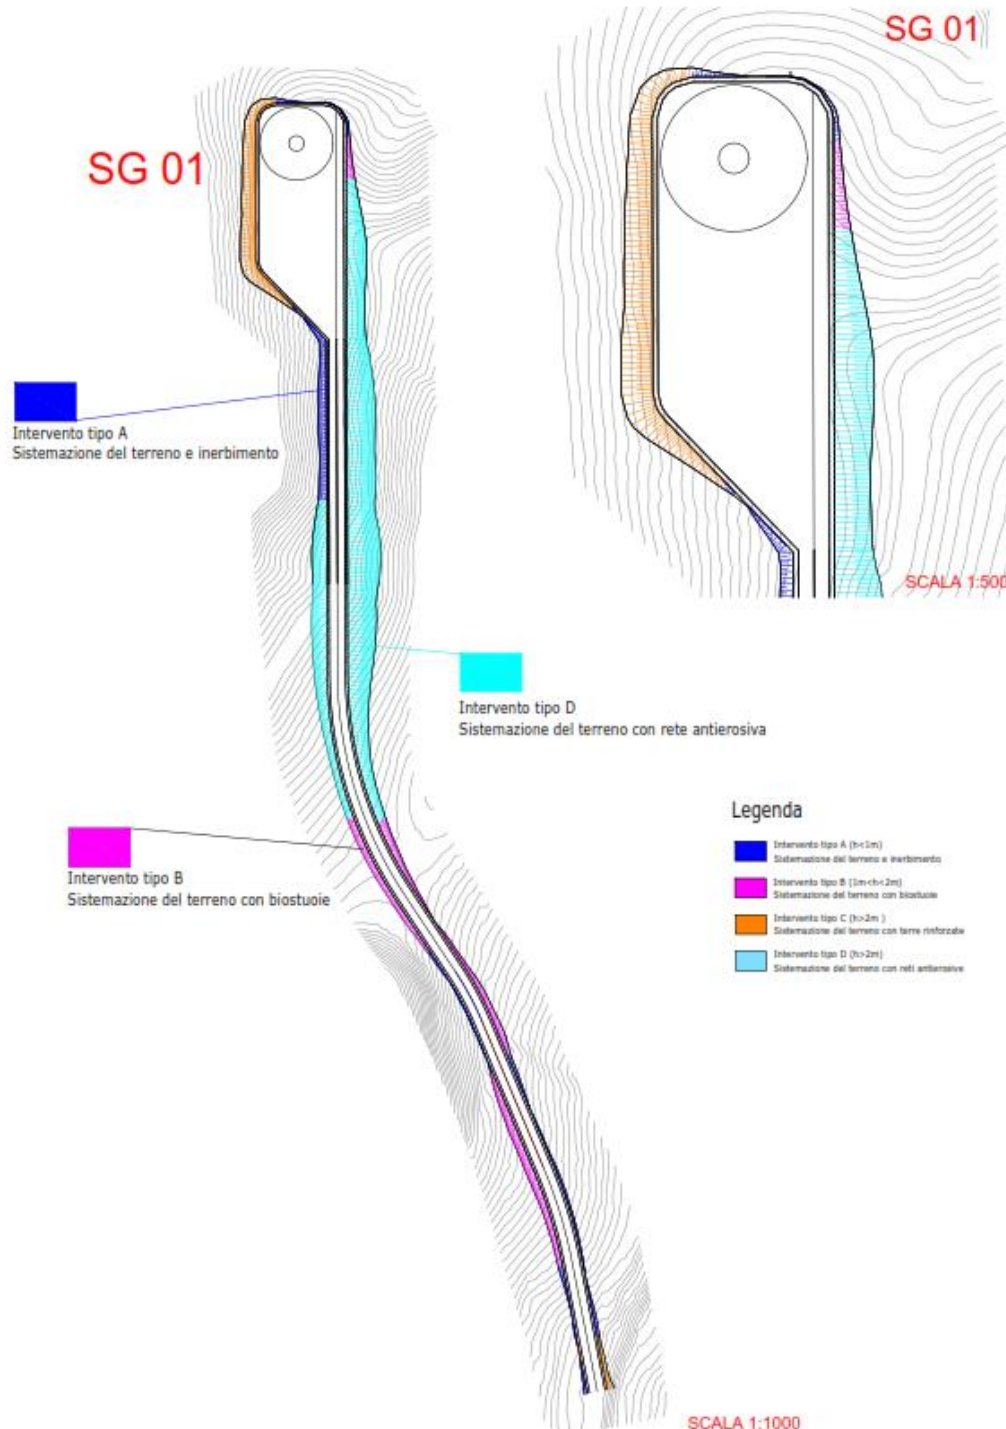 SG 01
SG 01
Intervento tipo A
Sistemazione del terreno e inerbimento
SCALA 1:500
Intervento tipo D
Sistemazione del terreno con rete antierosiva
Intervento tipo B
Sistemazione del terreno con biostuoie
Legenda
Intervento tipo A (h<1m)
Sistemazione del terreno e inerbimento
Intervento tipo B (1m<h<2m)
Sistemazione del terreno con biostuoie
Intervento tipo C (h>2m )
Sistemazione del terreno con terre rinforzate
Intervento tipo D (h>2m)
Sistemazione del terreno con reti antierosive
SCALA 1:1000